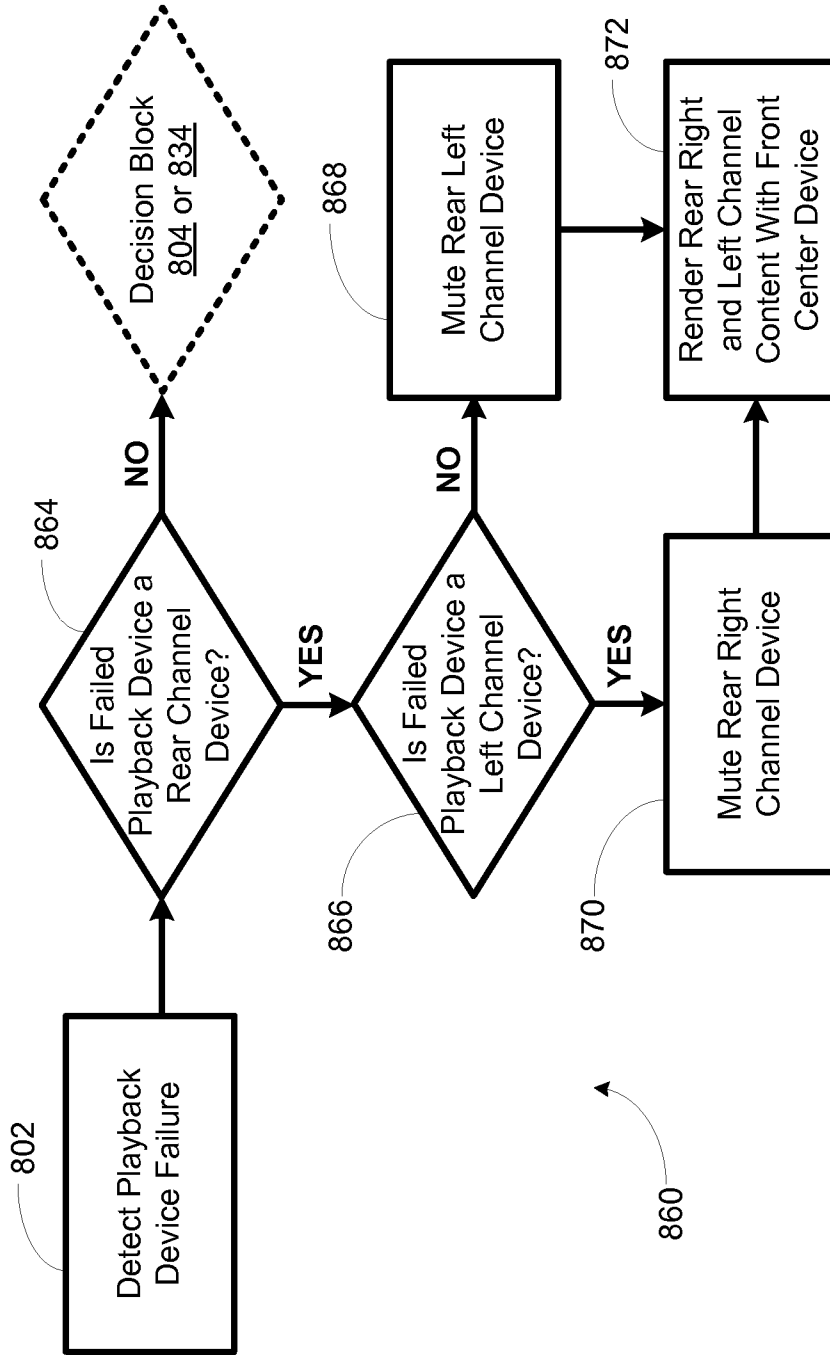 802
Detect Playback
Device Failure
864
Is Failed
Playback Device a
Rear Channel
Device?
NO
Decision Block
804 or 834
YES
866
Is Failed
Playback Device a
Left Channel
Device?
NO
868
Mute Rear Left
Channel Device
YES
870
Mute Rear Right
Channel Device
872
Render Rear Right
and Left Channel
Content With Front
Center Device
860